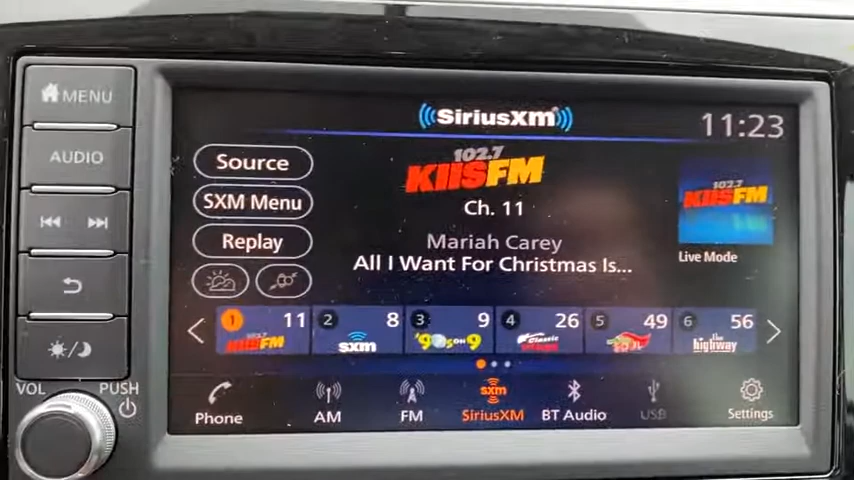 MENU
AUDIO
VOL
PUSH
SiriusXM
11:23
Source
SXM Menu
Replay
102.7
KIISFM
Ch. 11
Mariah Carey
All I Want For Christmas Is...
102.7
KIISFM
Live Mode
1 11
KIISFM
2 8
sxm
3 9
'90s ON 9
4 26
Classic
5 49
SOUL
6 56
the highway
Phone
AM
FM
sxm
SiriusXM
BT Audio
USB
Settings